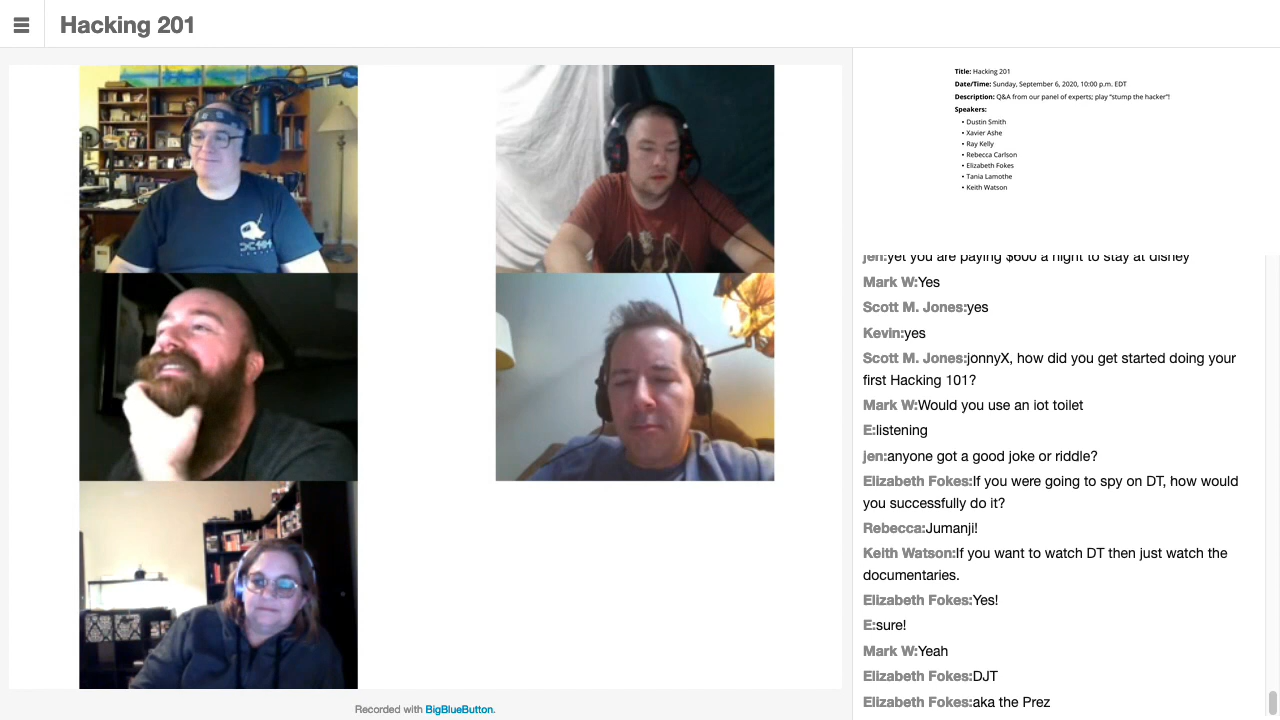 Hacking 201
Title: Hacking 201
Date/Time: Sunday, September 6, 2020, 10:00 p.m. EDT
Description: Q&A from our panel of experts; play "stump the hacker"!
Speakers:
• Dustin Smith
• Xavier Ashe
• Ray Kelly
• Rebecca Carlson
• Elizabeth Fokes
• Tania Lamothe
• Keith Watson
jen:yet you are paying $600 a night to stay at disney
Mark W:Yes
Scott M. Jones:yes
Kevin:yes
Scott M. Jones:jonnyX, how did you get started doing your
first Hacking 101?
Mark W:Would you use an iot toilet
E:listening
jen:anyone got a good joke or riddle?
Elizabeth Fokes:If you were going to spy on DT, how would
you successfully do it?
Rebecca:Jumanji!
Keith Watson:If you want to watch DT then just watch the
documentaries.
Elizabeth Fokes:Yes!
E:sure!
Mark W:Yeah
Elizabeth Fokes:DJT
Elizabeth Fokes:aka the Prez
DC404
Recorded with BigBlueButton.